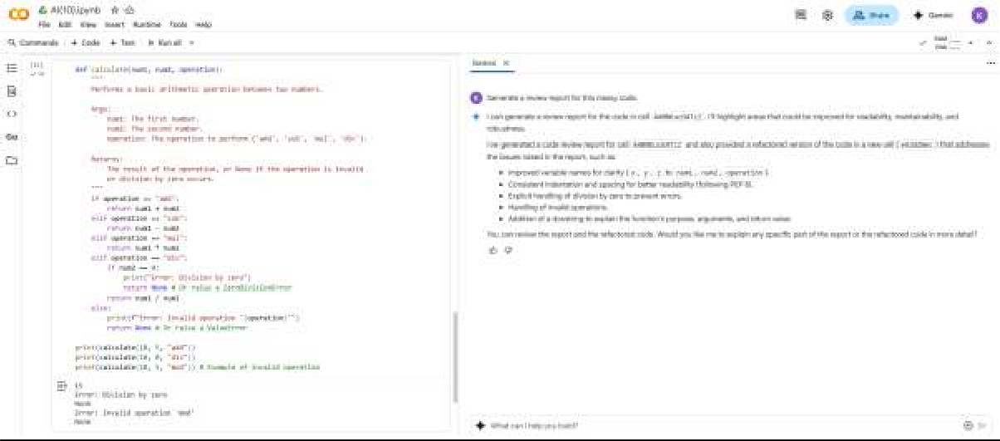 AI(10).ipynb
Share
Gemini
K
File Edit View Insert Runtime Tools Help
Commands + Code + Text Run all
def calculate(num1, num2, operation):
"""
Performs a basic arithmetic operation between two numbers.
Args:
num1: The first number.
num2: The second number.
operation: The operation to perform ('add', 'sub', 'mul', 'div').
Returns:
The result of the operation, or None if the operation is invalid
or division by zero occurs.
"""
if operation == "add":
return num1 + num2
elif operation == "sub":
return num1 - num2
elif operation == "mul":
return num1 * num2
elif operation == "div":
if num2 == 0:
print("Error: Division by zero")
return None # Or raise a ZeroDivisionError
return num1 / num2
else:
print(f"Error: Invalid operation '{operation}'")
return None # Or raise a ValueError
print(calculate(10, 5, "add"))
print(calculate(10, 0, "div"))
print(calculate(10, 5, "mod")) # Example of invalid operation
15
Error: Division by zero
None
Error: Invalid operation 'mod'
None
Gemini
K
Generate a review report for this messy code.
I can generate a review report for the code in cell . I'll highlight areas that could be improved for readability, maintainability, and
robustness.
I've generated a code review report for cell and also provided a refactored version of the code in a new cell ( ) that addresses
the issues raised in the report, such as:
Improved variable names for clarity ( x, y, z to num1, num2, operation ).
Consistent indentation and spacing for better readability (following PEP 8).
Explicit handling of division by zero to prevent errors.
Handling of invalid operations.
Addition of a docstring to explain the function's purpose, arguments, and return value.
You can review the report and the refactored code. Would you like me to explain any specific part of the report or the refactored code in more detail?
What can I help you build?